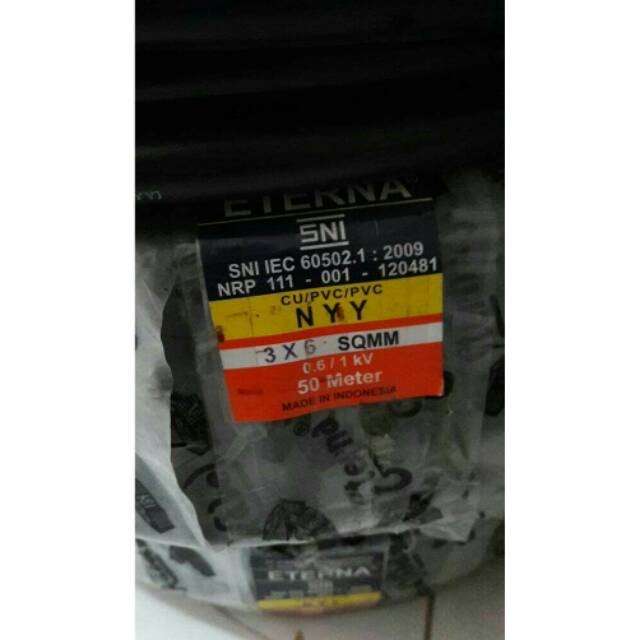 ETERNA
SNI
SNI IEC 60502.1 : 2009
NRP 111 - 001 - 120481
CU/PVC/PVC
NYY
3 X 6 SQMM
0.6 / 1 kV
50 Meter
MADE IN INDONESIA
ETERNA
NYY